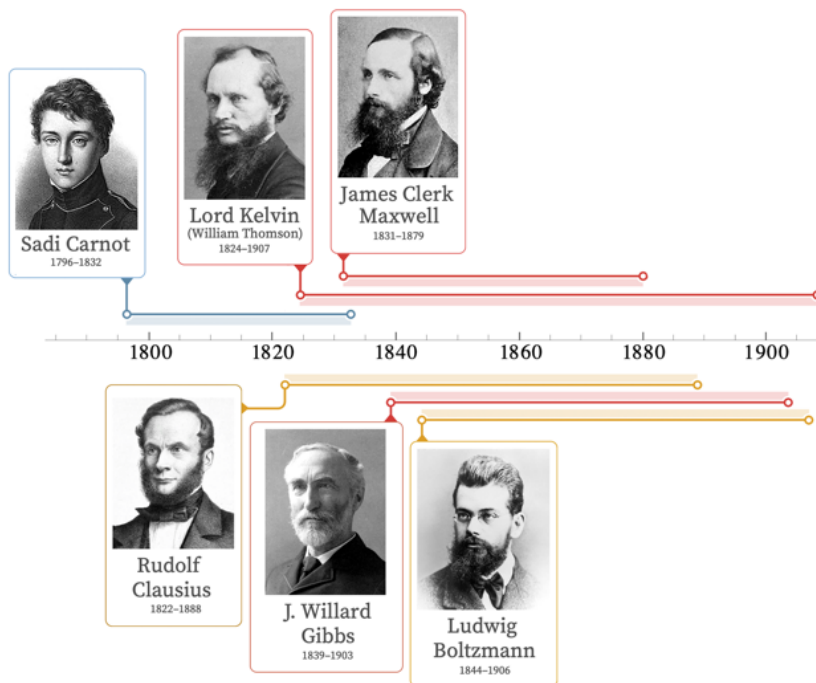 Sadi Carnot
1796–1832
Lord Kelvin
(William Thomson)
1824–1907
James Clerk
Maxwell
1831–1879
1800 1820 1840 1860 1880 1900
Rudolf
Clausius
1822–1888
J. Willard
Gibbs
1839–1903
Ludwig
Boltzmann
1844–1906